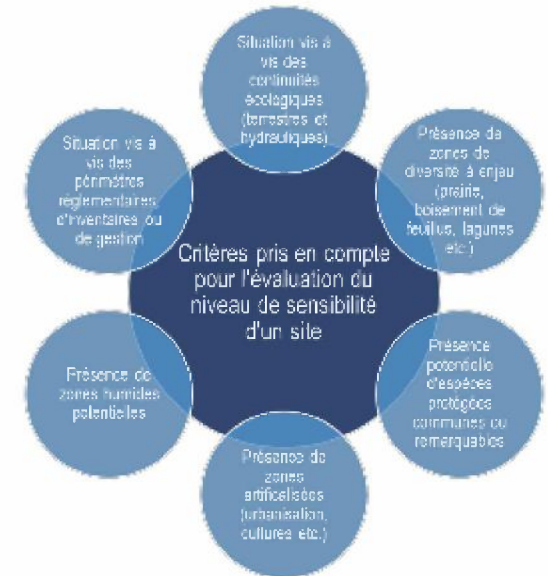 Situation vis à
vis des
continuités
écologiques
(terrestres et
hydrauliques)
Présence de
zones de
diversité à enjeu
(prairie,
boisement de
feuillus, lagunes
etc.)
Présence
potentielle
d'espèces
protégées
communes ou
remarquables
Présence de
zones
artificalisées
(urbanisation,
cultures etc.)
Présence de
zones humides
potentielles
Situation vis à
vis des
périmètres
réglementaires,
d'inventaires ou
de gestion
Critères pris en compte
pour l'évaluation du
niveau de sensibilité
d'un site